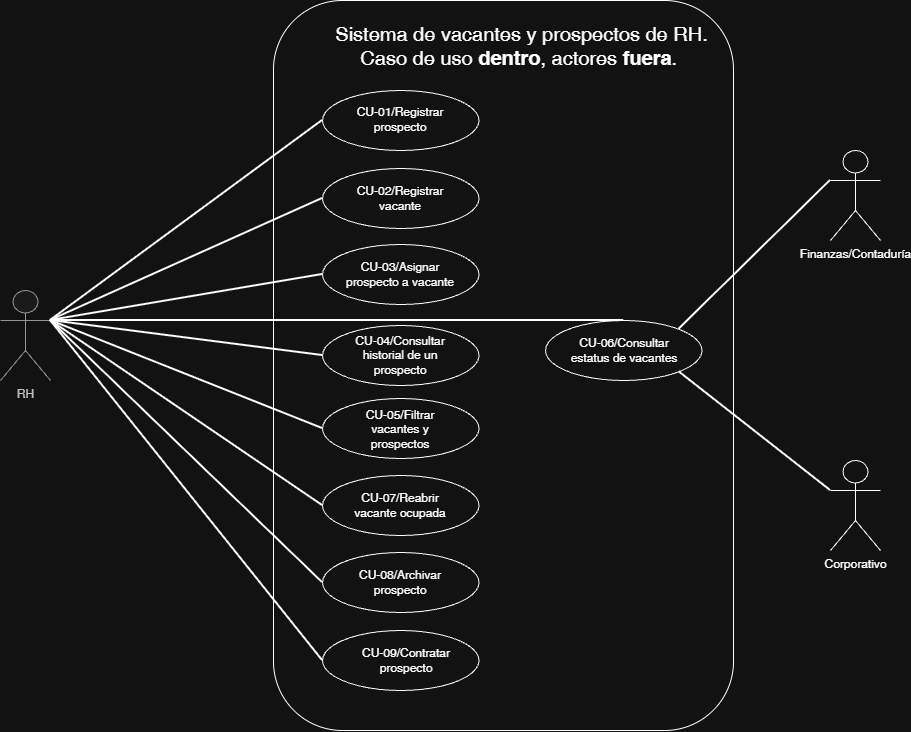 Sistema de vacantes y prospectos de RH.
Caso de uso dentro, actores fuera.
CU-01/Registrar
prospecto
CU-02/Registrar
vacante
CU-03/Asignar
prospecto a vacante
CU-04/Consultar
historial de un
prospecto
CU-05/Filtrar
vacantes y
prospectos
CU-07/Reabrir
vacante ocupada
CU-08/Archivar
prospecto
CU-09/Contratar
prospecto
CU-06/Consultar
estatus de vacantes
RH
Finanzas/Contaduría
Corporativo